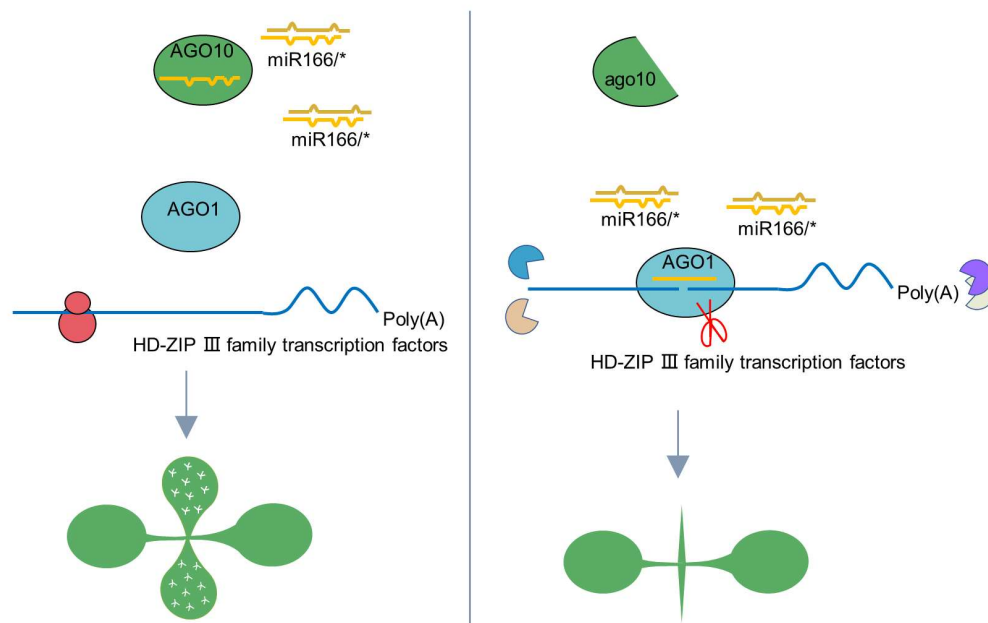 AGO10
miR166/*
miR166/*
AGO1
Poly(A)
HD-ZIP Ⅲ family transcription factors
ago10
miR166/*
miR166/*
AGO1
Poly(A)
HD-ZIP Ⅲ family transcription factors